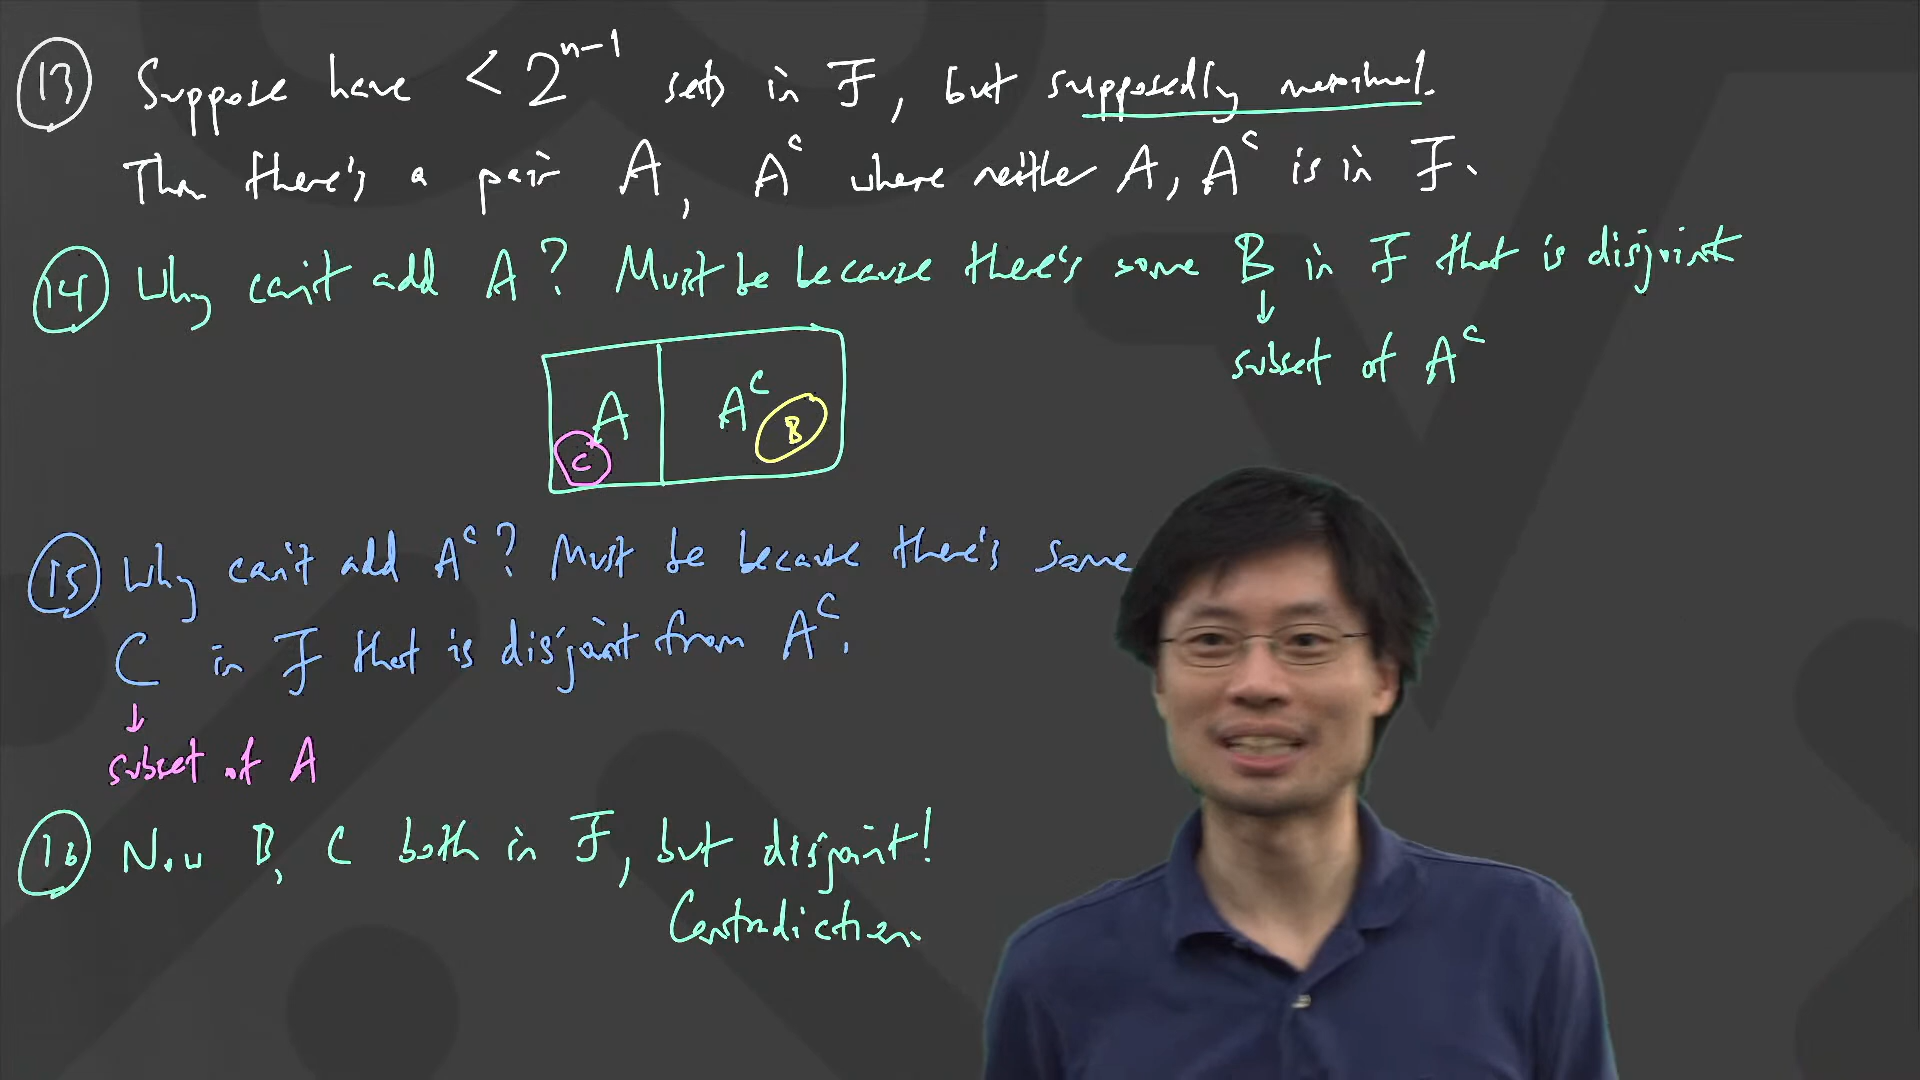 13 Suppose have < 2^{n-1} sets in F, but supposedly maximal.
Then there's a pair A, A^c where neither A, A^c is in F.
14 Why can't add A? Must be because there's some B in F that is disjoint
↓
subset of A^c
A A^c
C B
15 Why can't add A^c? Must be because there's some
C in F that is disjoint from A^c.
↓
subset of A
16 Now B, C both in F, but disjoint!
Contradiction.